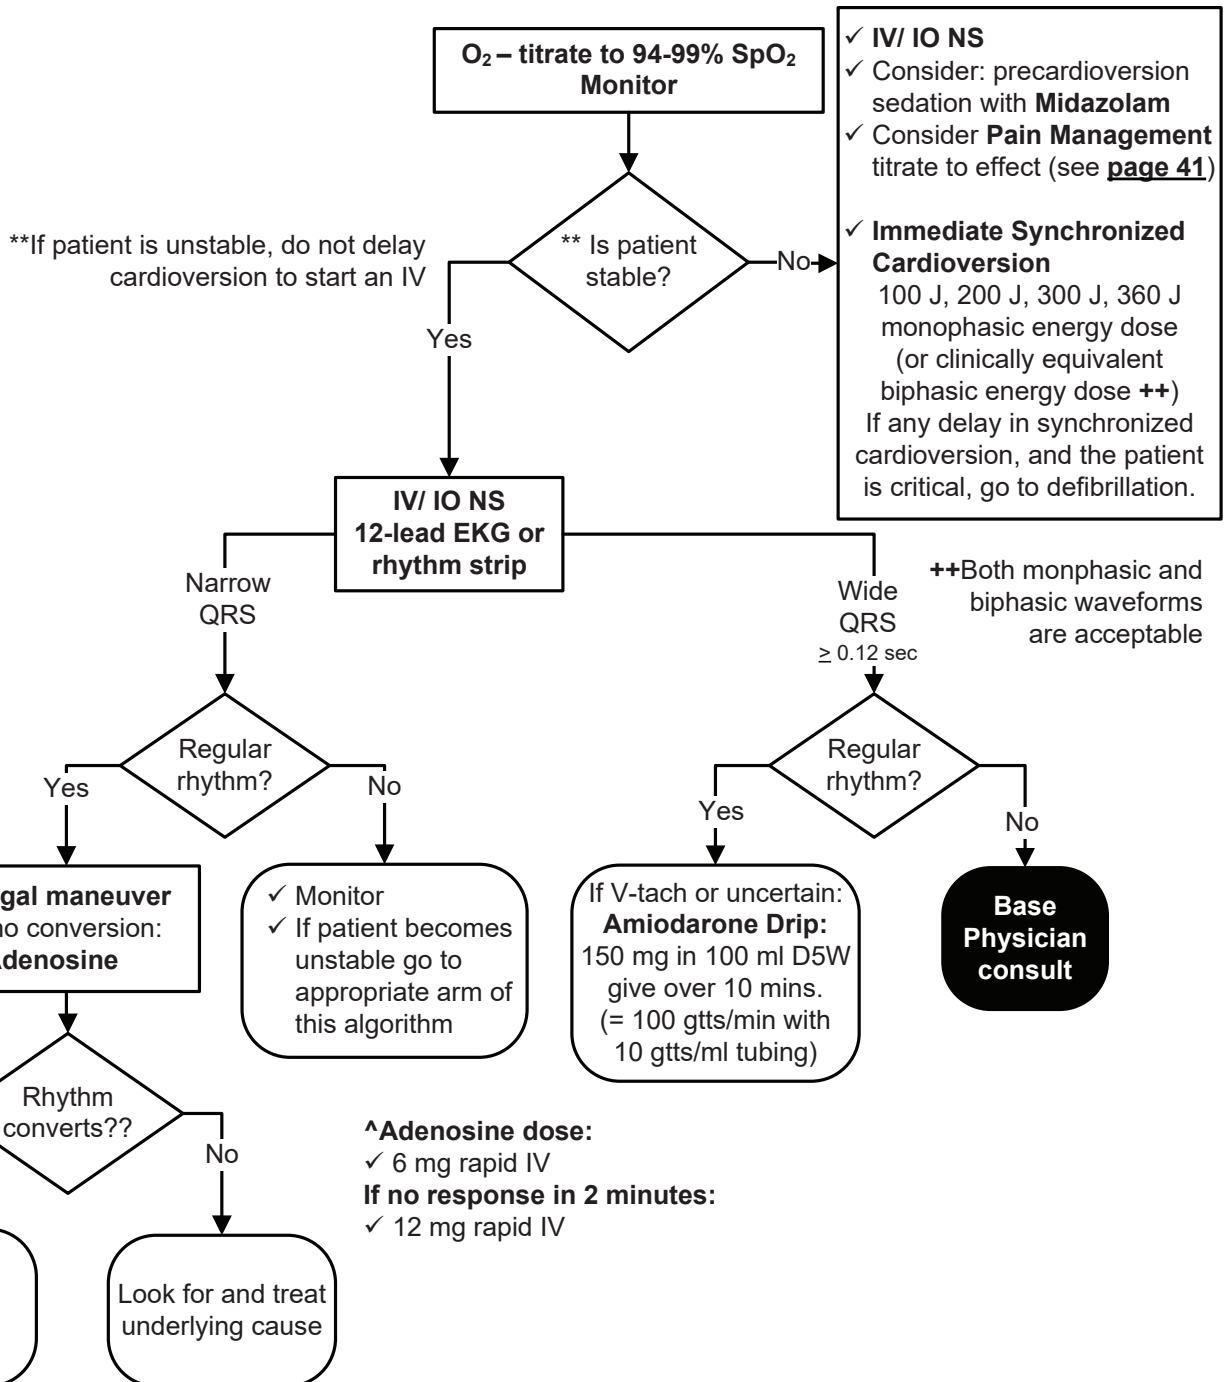 O₂ – titrate to 94-99% SpO₂
Monitor
✓ IV/ IO NS
✓ Consider: precardioversion
sedation with Midazolam
✓ Consider Pain Management
titrate to effect (see page 41)
✓ Immediate Synchronized
Cardioversion
100 J, 200 J, 300 J, 360 J
monophasic energy dose
(or clinically equivalent
biphasic energy dose ++)
If any delay in synchronized
cardioversion, and the patient
is critical, go to defibrillation.
**If patient is unstable, do not delay
cardioversion to start an IV
** Is patient
stable?
No
Yes
IV/ IO NS
12-lead EKG or
rhythm strip
++Both monphasic and
biphasic waveforms
are acceptable
Narrow
QRS
Wide
QRS
≥ 0.12 sec
Regular
rhythm?
Yes
No
Regular
rhythm?
Yes
No
gal maneuver
no conversion:
denosine
✓ Monitor
✓ If patient becomes
unstable go to
appropriate arm of
this algorithm
If V-tach or uncertain:
Amiodarone Drip:
150 mg in 100 ml D5W
give over 10 mins.
(= 100 gtts/min with
10 gtts/ml tubing)
Base
Physician
consult
Rhythm
converts??
No
^Adenosine dose:
✓ 6 mg rapid IV
If no response in 2 minutes:
✓ 12 mg rapid IV
Look for and treat
underlying cause